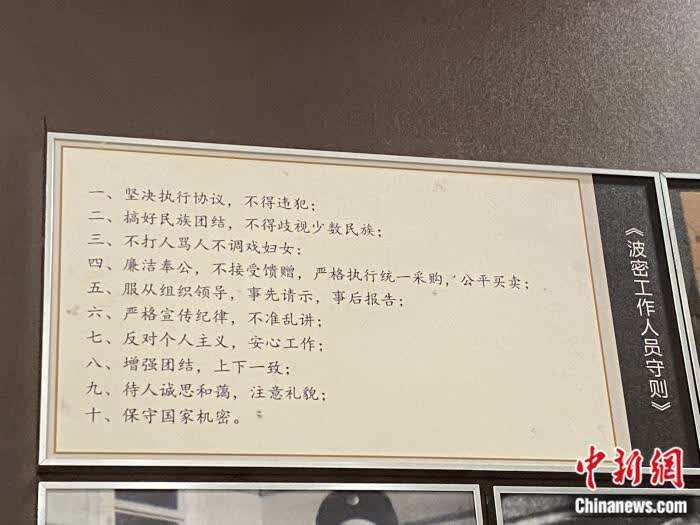 一、坚决执行协议，不得违犯；
二、搞好民族团结，不得歧视少数民族；
三、不打人骂人不调戏妇女；
四、廉洁奉公，不接受馈赠，严格执行统一采购，公平买卖；
五、服从组织领导，事先请示，事后报告；
六、严格宣传纪律，不准乱讲；
七、反对个人主义，安心工作；
八、增强团结，上下一致；
九、待人诚思和蔼，注意礼貌；
十、保守国家机密。
《波密工作人员守则》
中新网
Chinanews.com